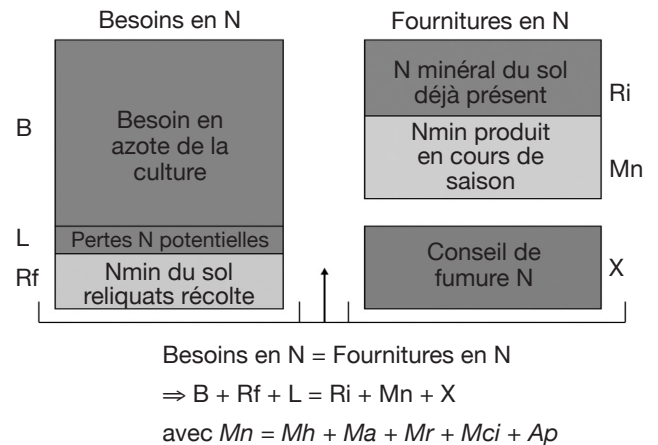 Besoins en N
B
Besoin en
azote de la
culture
L
Pertes N potentielles
Rf
Nmin du sol
reliquats récolte
Fournitures en N
N minéral du sol
déjà présent
Ri
Nmin produit
en cours de
saison
Mn
Conseil de
fumure N
X
Besoins en N = Fournitures en N
⇒ B + Rf + L = Ri + Mn + X
avec Mn = Mh + Ma + Mr + Mci + Ap